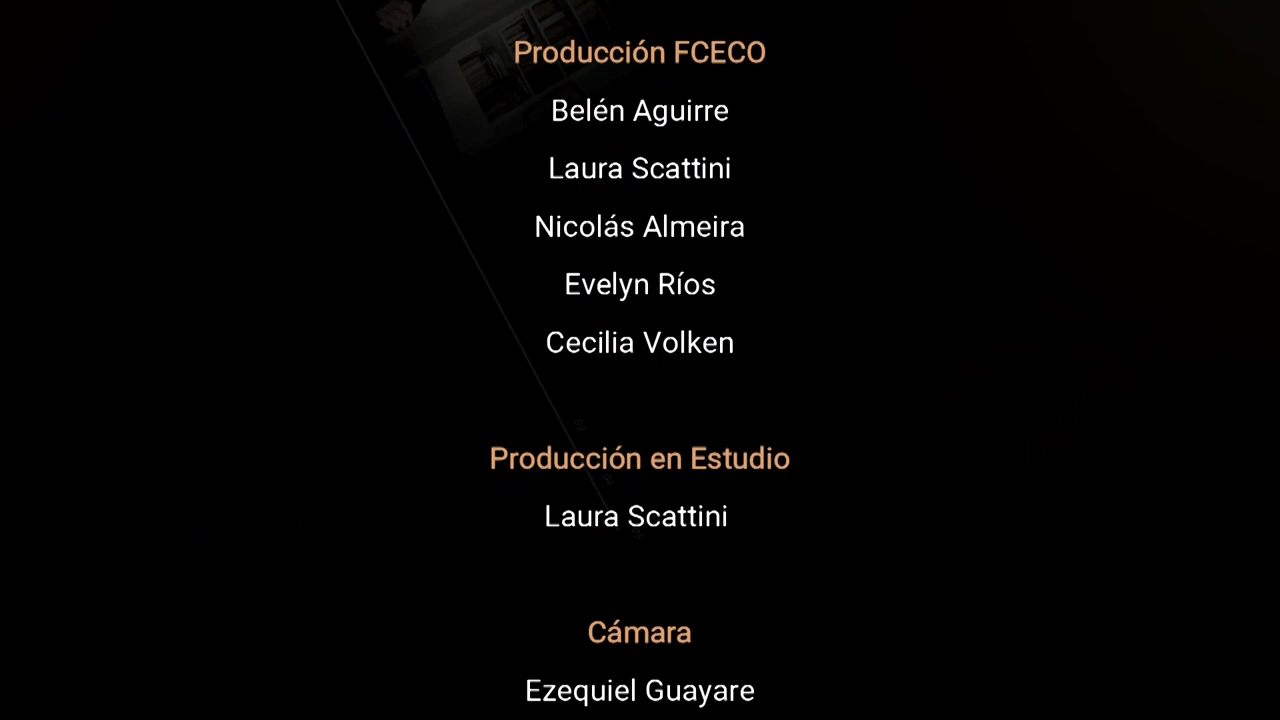 Producción FCECO
Belén Aguirre
Laura Scattini
Nicolás Almeira
Evelyn Ríos
Cecilia Volken
Producción en Estudio
Laura Scattini
Cámara
Ezequiel Guayare